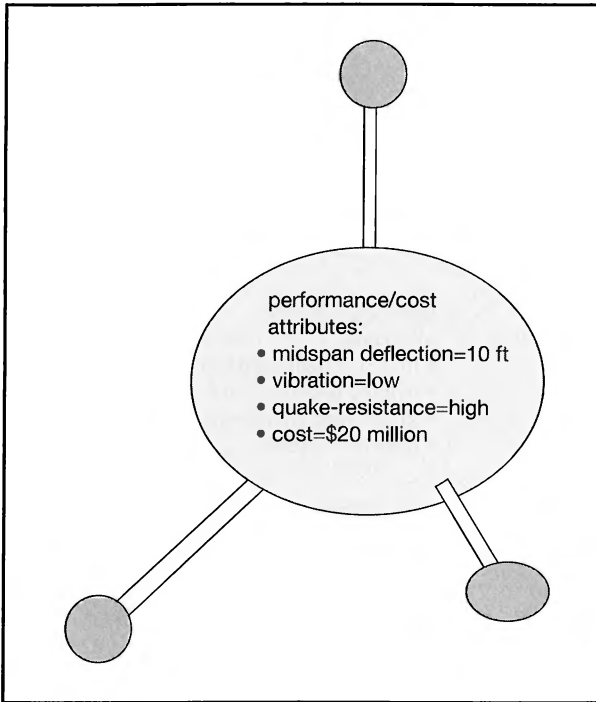 performance/cost
attributes:
• midspan deflection=10 ft
• vibration=low
• quake-resistance=high
• cost=$20 million